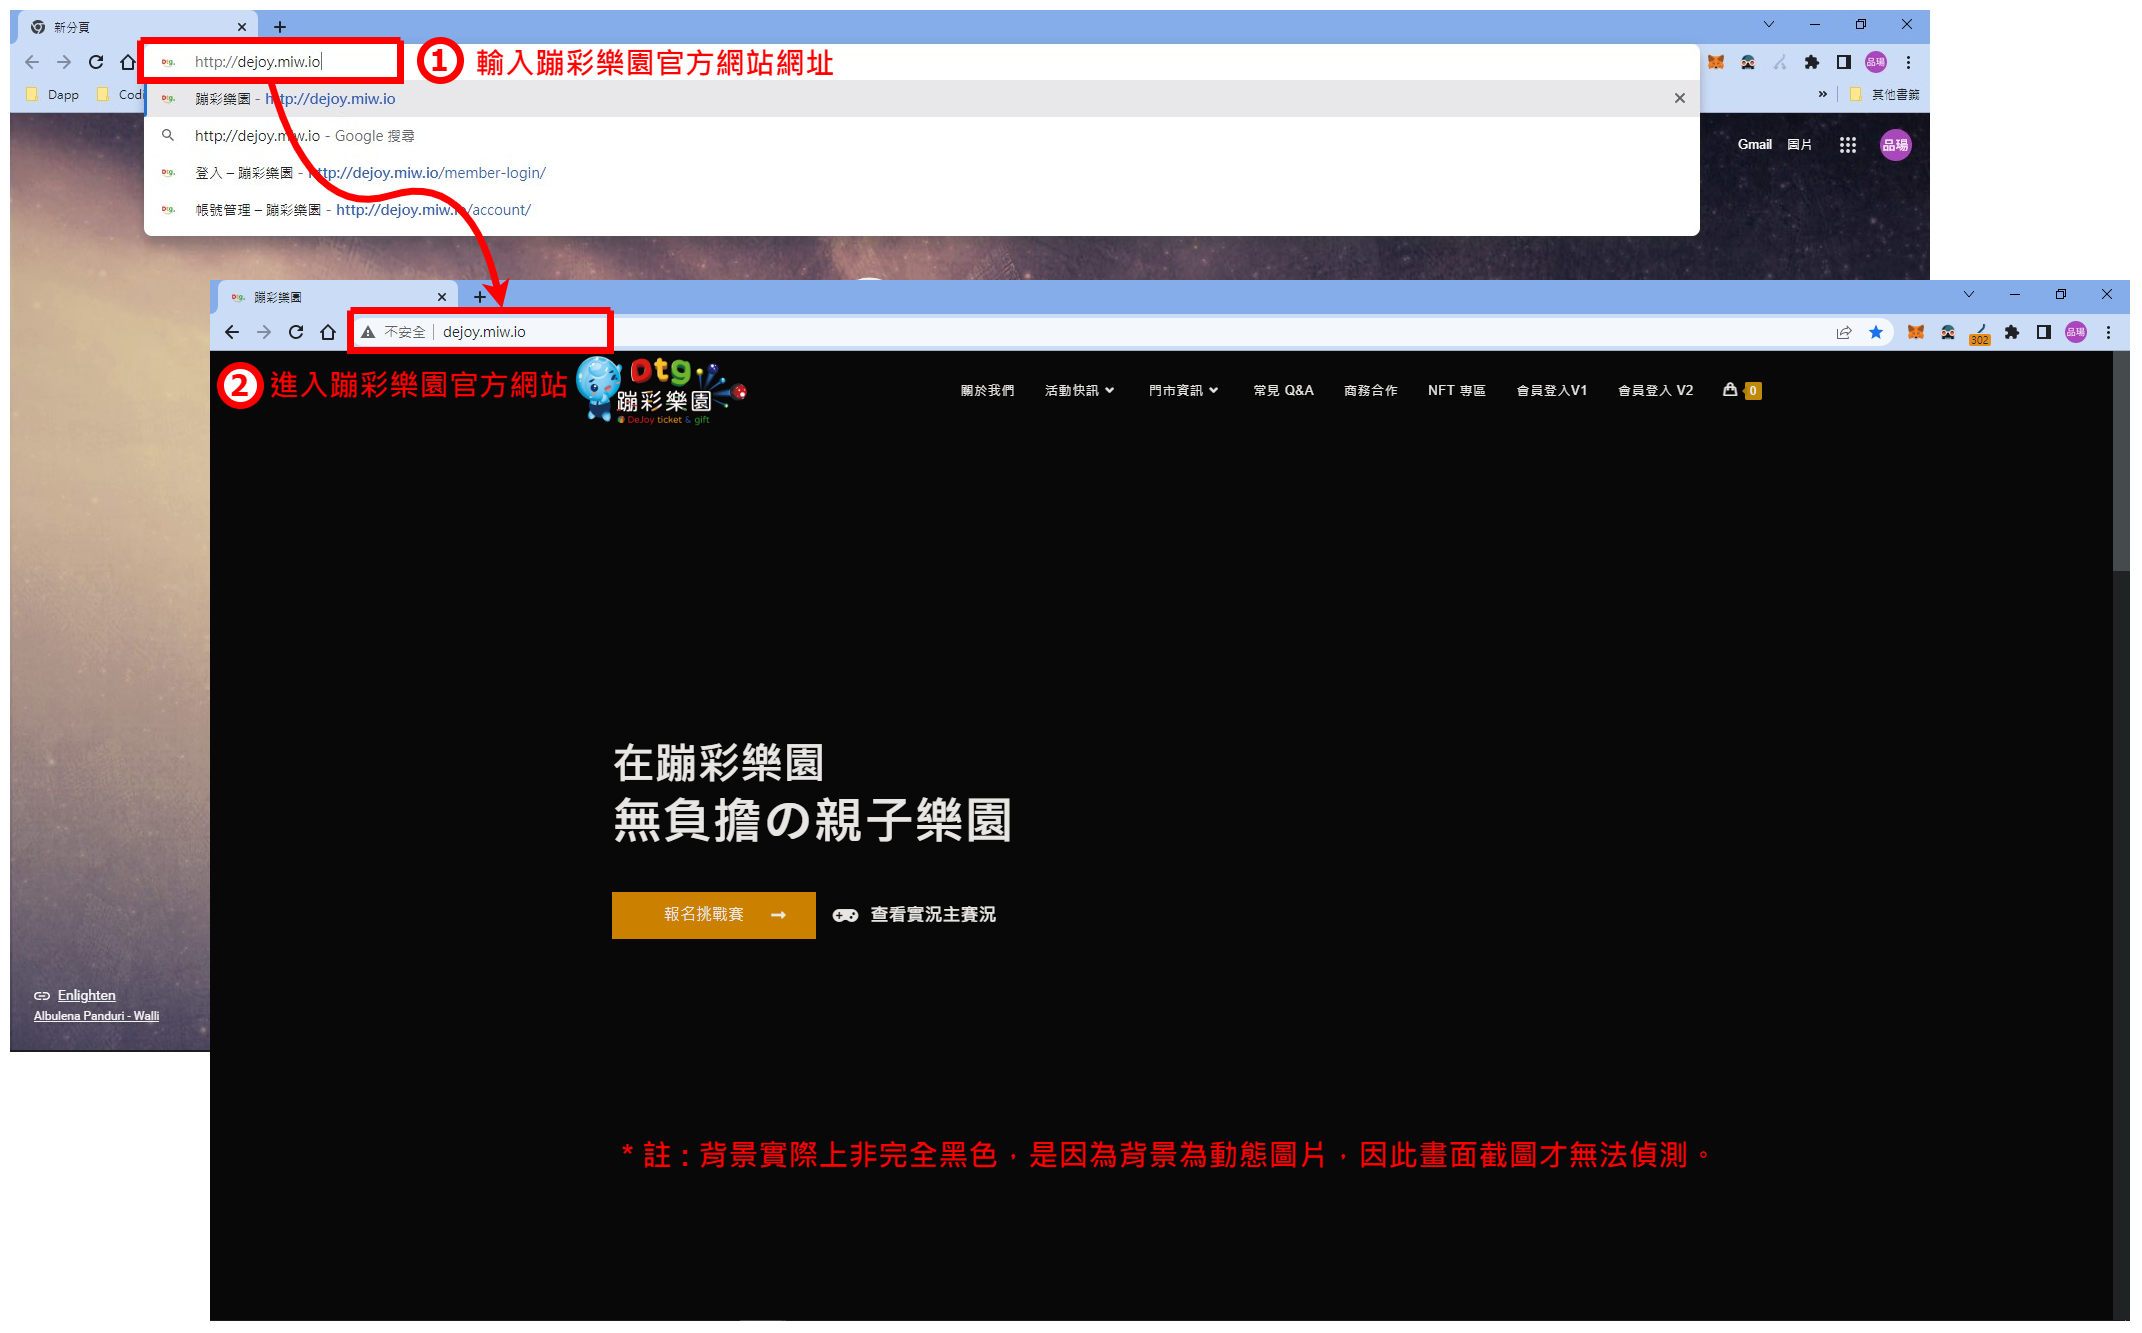 新分頁
http://dejoy.miw.io
① 輸入蹦彩樂園官方網站網址
Dapp
Codi
其他書籤
蹦彩樂園 - http://dejoy.miw.io
http://dejoy.miw.io - Google 搜尋
登入 – 蹦彩樂園 - http://dejoy.miw.io/member-login/
帳號管理 – 蹦彩樂園 - http://dejoy.miw.io/account/
Gmail 圖片
品瑒
蹦彩樂園
不安全 | dejoy.miw.io
302
② 進入蹦彩樂園官方網站
Dtg
蹦彩樂園
DeJoy ticket & gift
關於我們 活動快訊 門市資訊 常見 Q&A 商務合作 NFT 專區 會員登入V1 會員登入 V2 0
在蹦彩樂園
無負擔の親子樂園
報名挑戰賽 → 查看實況主賽況
Enlighten
Albulena Panduri - Walli
* 註：背景實際上非完全黑色，是因為背景為動態圖片，因此畫面截圖才無法偵測。